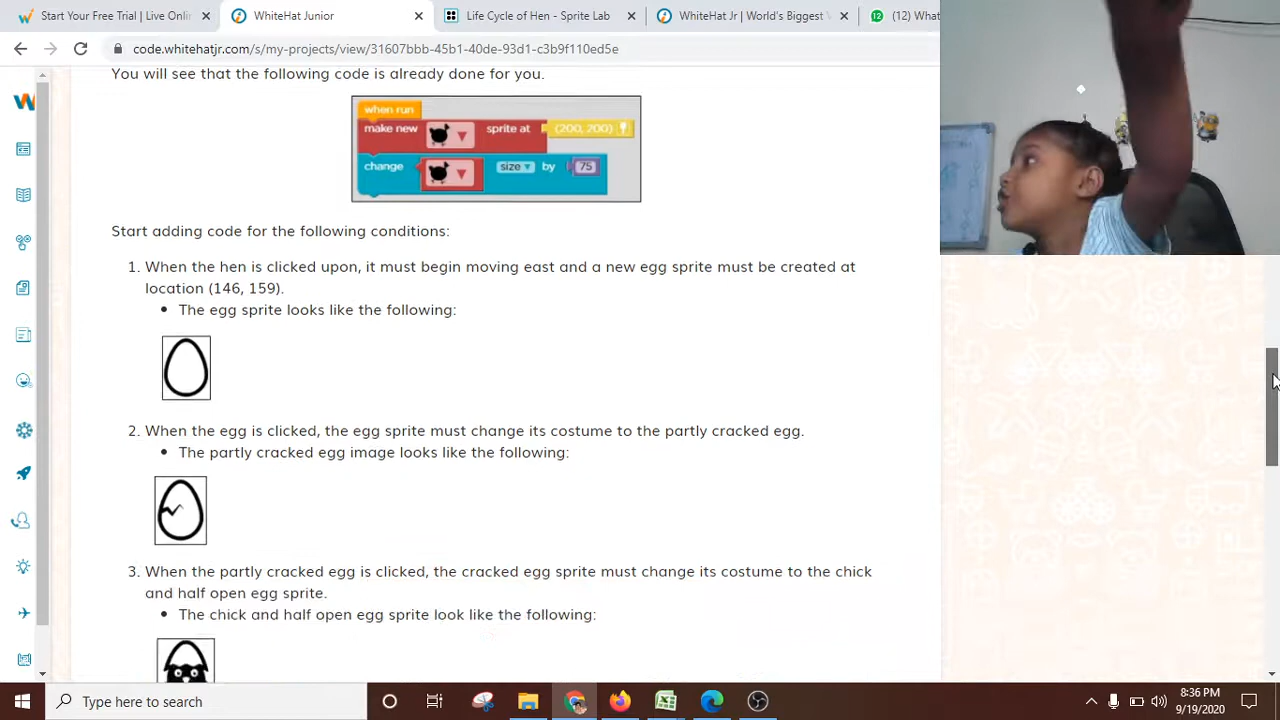 Start Your Free Trial | Live Onlin
WhiteHat Junior
Life Cycle of Hen - Sprite Lab
WhiteHat Jr | World's Biggest
(12) What
code.whitehatjr.com/s/my-projects/view/31607bbb-45b1-40de-93d1-c3b9f110ed5e
You will see that the following code is already done for you.
when run
make new sprite at (200, 200)
change size by 75
Start adding code for the following conditions:
1. When the hen is clicked upon, it must begin moving east and a new egg sprite must be created at
location (146, 159).
• The egg sprite looks like the following:
2. When the egg is clicked, the egg sprite must change its costume to the partly cracked egg.
• The partly cracked egg image looks like the following:
3. When the partly cracked egg is clicked, the cracked egg sprite must change its costume to the chick
and half open egg sprite.
• The chick and half open egg sprite look like the following:
Type here to search
8:36 PM
9/19/2020